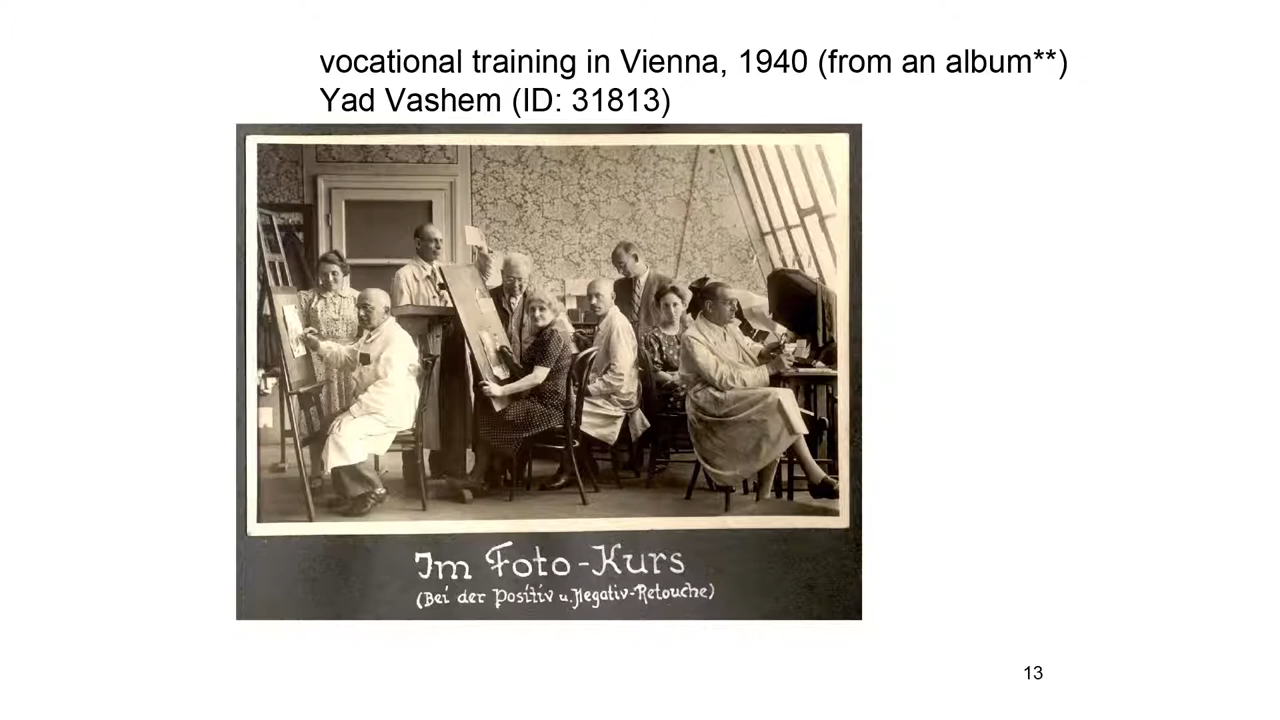 vocational training in Vienna, 1940 (from an album**)
Yad Vashem (ID: 31813)
Im Foto-Kurs
(Bei der Positiv u. Negativ-Retouche)
13